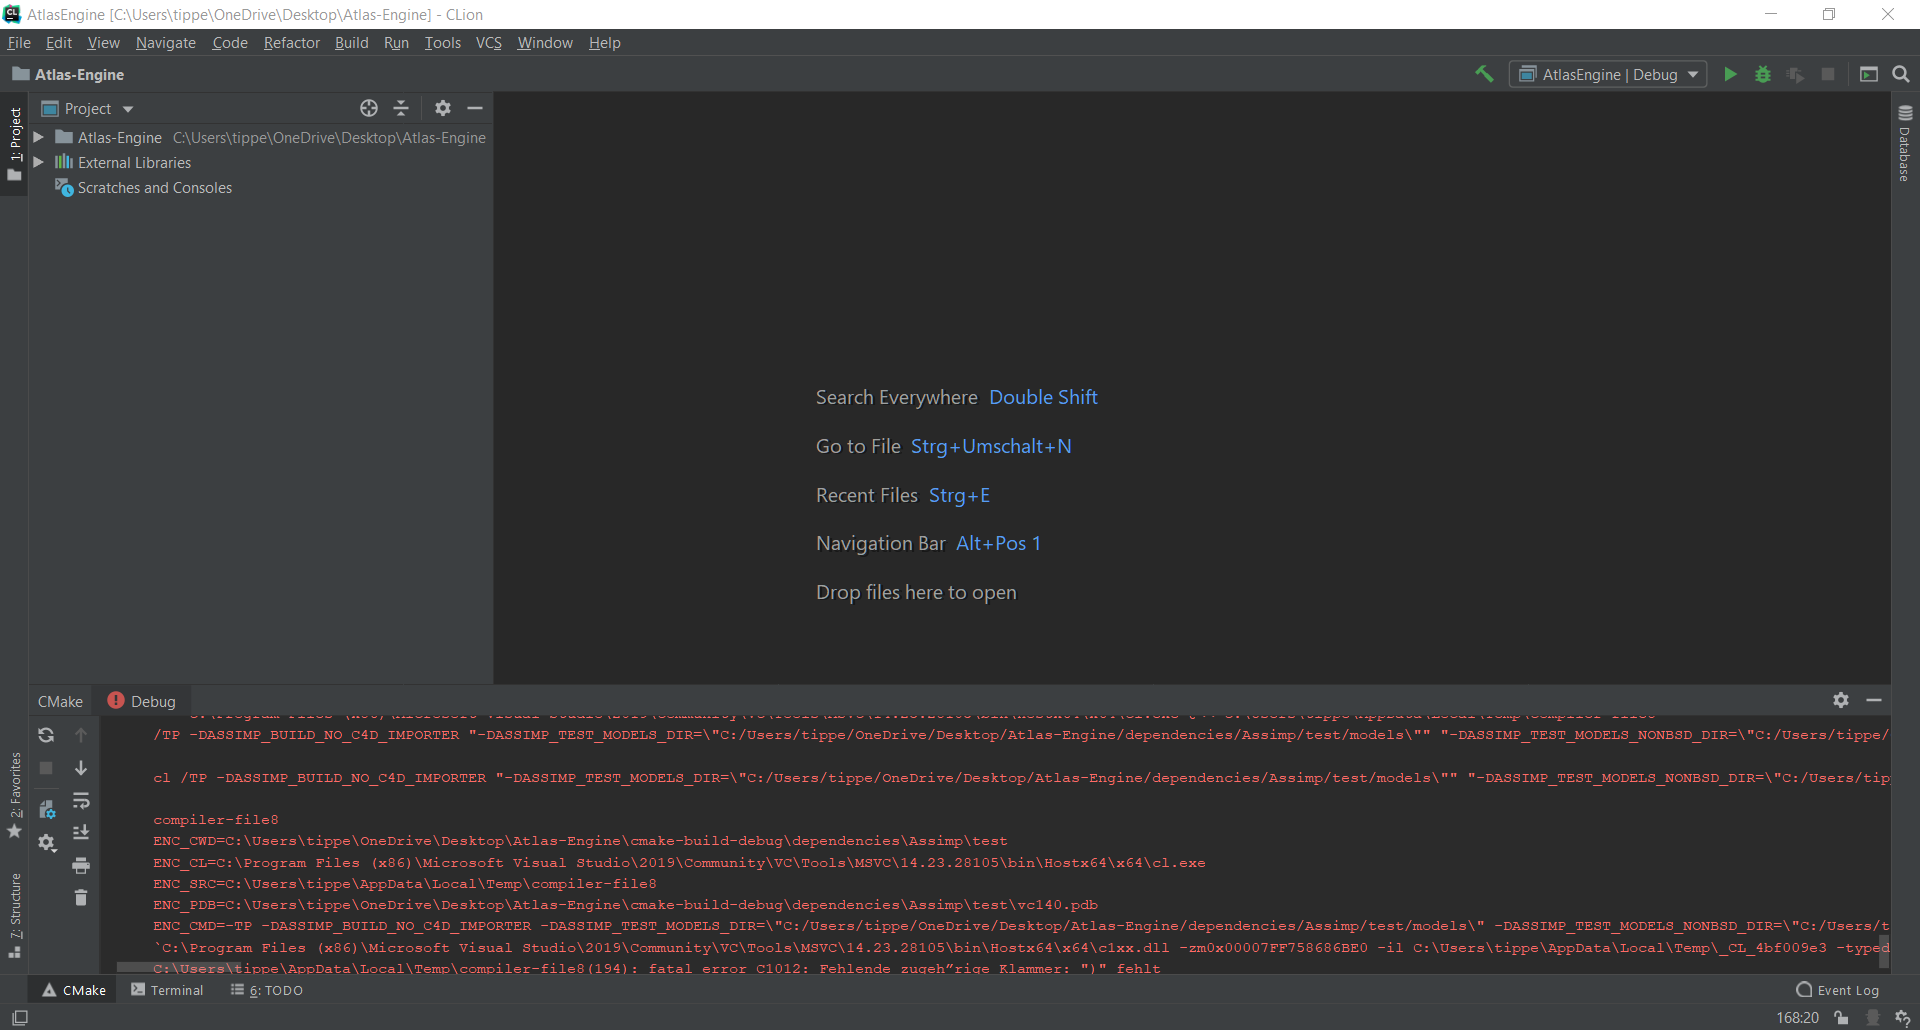 AtlasEngine [C:\Users\tippe\OneDrive\Desktop\Atlas-Engine] - CLion
File Edit View Navigate Code Refactor Build Run Tools VCS Window Help
Atlas-Engine
AtlasEngine | Debug
Project
1: Project
Atlas-Engine C:\Users\tippe\OneDrive\Desktop\Atlas-Engine
External Libraries
Scratches and Consoles
Database
Search Everywhere Double Shift
Go to File Strg+Umschalt+N
Recent Files Strg+E
Navigation Bar Alt+Pos 1
Drop files here to open
CMake Debug
/TP -DASSIMP_BUILD_NO_C4D_IMPORTER "-DASSIMP_TEST_MODELS_DIR=\"C:/Users/tippe/OneDrive/Desktop/Atlas-Engine/dependencies/Assimp/test/models\"" "-DASSIMP_TEST_MODELS_NONBSD_DIR=\"C:/Users/tippe/
cl /TP -DASSIMP_BUILD_NO_C4D_IMPORTER "-DASSIMP_TEST_MODELS_DIR=\"C:/Users/tippe/OneDrive/Desktop/Atlas-Engine/dependencies/Assimp/test/models\"" "-DASSIMP_TEST_MODELS_NONBSD_DIR=\"C:/Users/tip
compiler-file8
ENC_CWD=C:\Users\tippe\OneDrive\Desktop\Atlas-Engine\cmake-build-debug\dependencies\Assimp\test
ENC_CL=C:\Program Files (x86)\Microsoft Visual Studio\2019\Community\VC\Tools\MSVC\14.23.28105\bin\Hostx64\x64\cl.exe
ENC_SRC=C:\Users\tippe\AppData\Local\Temp\compiler-file8
ENC_PDB=C:\Users\tippe\OneDrive\Desktop\Atlas-Engine\cmake-build-debug\dependencies\Assimp\test\vc140.pdb
ENC_CMD=-TP -DASSIMP_BUILD_NO_C4D_IMPORTER -DASSIMP_TEST_MODELS_DIR=\"C:/Users/tippe/OneDrive/Desktop/Atlas-Engine/dependencies/Assimp/test/models\" -DASSIMP_TEST_MODELS_NONBSD_DIR=\"C:/Users/t
`C:\Program Files (x86)\Microsoft Visual Studio\2019\Community\VC\Tools\MSVC\14.23.28105\bin\Hostx64\x64\c1xx.dll -zm0x00007FF758686BE0 -il C:\Users\tippe\AppData\Local\Temp\_CL_4bf009e3 -typed
C:\Users\tippe\AppData\Local\Temp\compiler-file8(194): fatal error C1012: Fehlende zugeh”rige Klammer: ")" fehlt
2: Favorites
7: Structure
CMake Terminal 6: TODO
Event Log
168:20